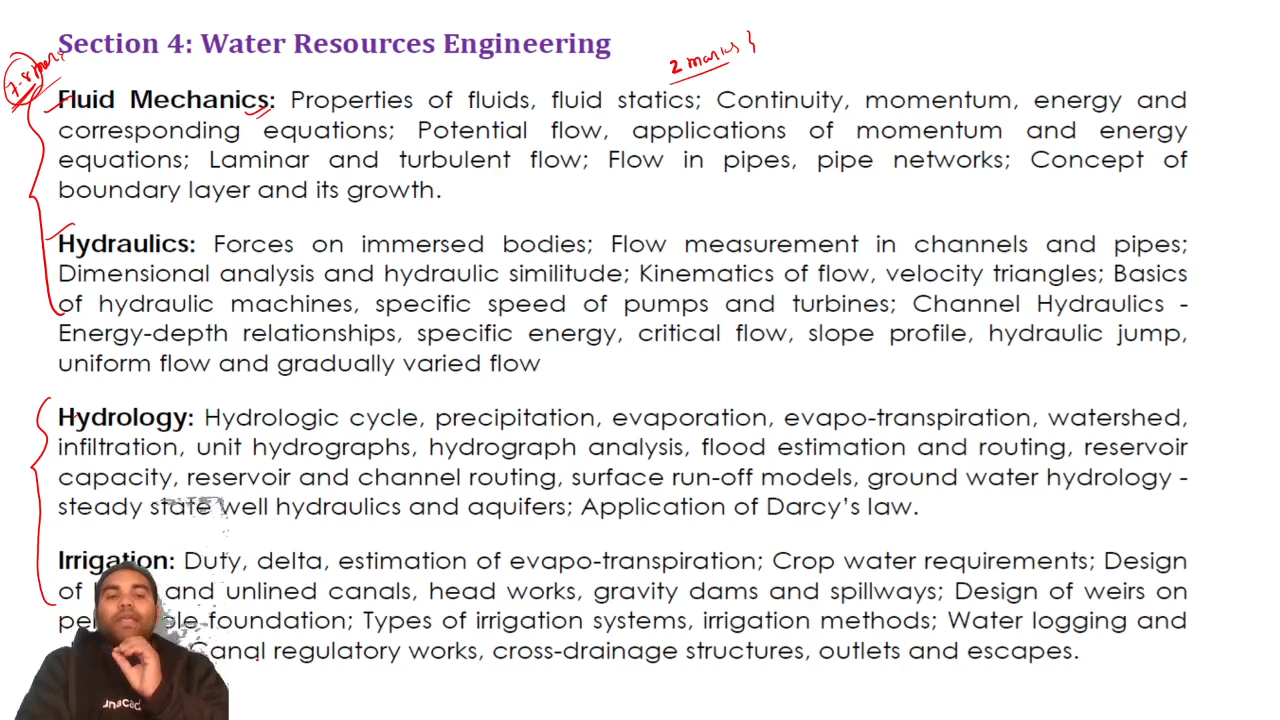 Section 4: Water Resources Engineering
2 marks }
7-8 mar
Fluid Mechanics: Properties of fluids, fluid statics; Continuity, momentum, energy and
corresponding equations; Potential flow, applications of momentum and energy
equations; Laminar and turbulent flow; Flow in pipes, pipe networks; Concept of
boundary layer and its growth.
Hydraulics: Forces on immersed bodies; Flow measurement in channels and pipes;
Dimensional analysis and hydraulic similitude; Kinematics of flow, velocity triangles; Basics
of hydraulic machines, specific speed of pumps and turbines; Channel Hydraulics -
Energy-depth relationships, specific energy, critical flow, slope profile, hydraulic jump,
uniform flow and gradually varied flow
Hydrology: Hydrologic cycle, precipitation, evaporation, evapo-transpiration, watershed,
infiltration, unit hydrographs, hydrograph analysis, flood estimation and routing, reservoir
capacity, reservoir and channel routing, surface run-off models, ground water hydrology -
steady state well hydraulics and aquifers; Application of Darcy's law.
Irrigation: Duty, delta, estimation of evapo-transpiration; Crop water requirements; Design
of and unlined canals, head works, gravity dams and spillways; Design of weirs on
foundation; Types of irrigation systems, irrigation methods; Water logging and
Canal regulatory works, cross-drainage structures, outlets and escapes.
unacad